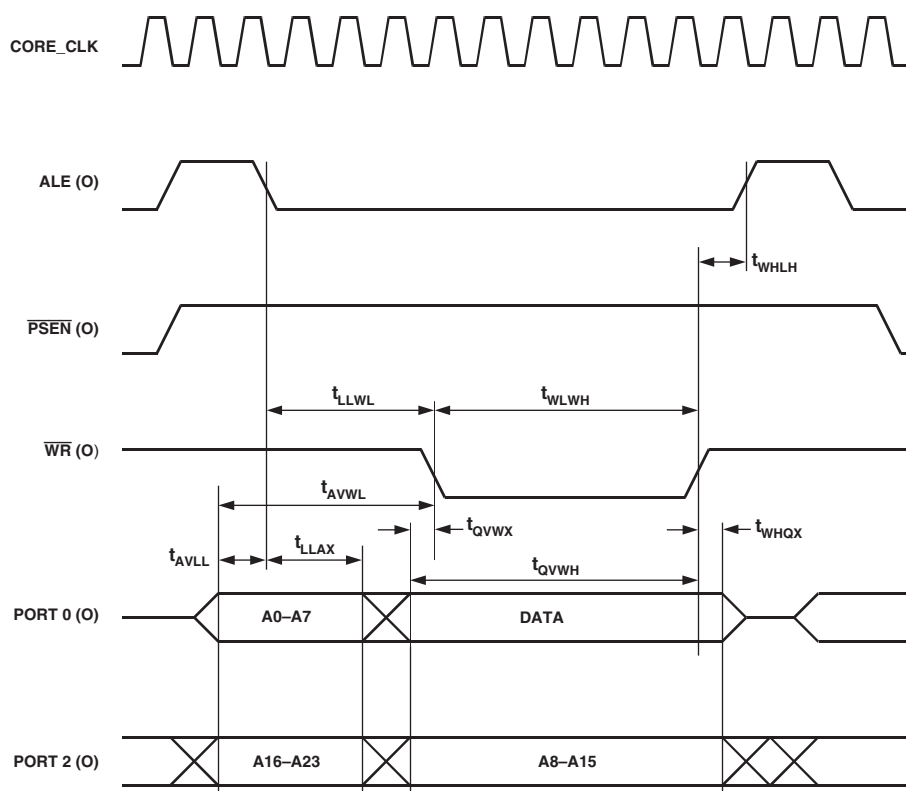 CORE_CLK
ALE (O)
tWHLH
PSEN (O)
tLLWL
tWLWH
WR (O)
tAVWL
tQVWX
tWHQX
tAVLL
tLLAX
tQVWH
PORT 0 (O)
A0–A7
DATA
PORT 2 (O)
A16–A23
A8–A15